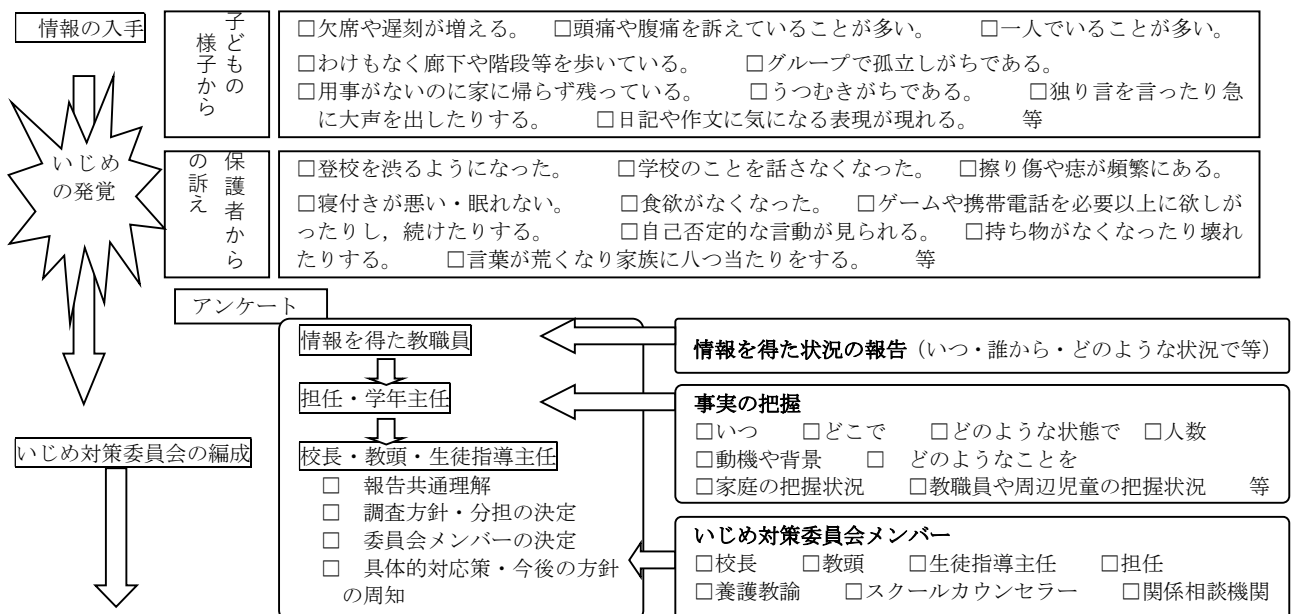 情報の入手
子どもの
様子から
□欠席や遅刻が増える。 □頭痛や腹痛を訴えていることが多い。 □一人でいることが多い。
□わけもなく廊下や階段等を歩いている。 □グループで孤立しがちである。
□用事がないのに家に帰らず残っている。 □うつむきがちである。 □独り言を言ったり急
に大声を出したりする。 □日記や作文に気になる表現が現れる。 等
いじめ
の発覚
保護者から
の訴え
□登校を渋るようになった。 □学校のことを話さなくなった。 □擦り傷や痣が頻繁にある。
□寝付きが悪い・眠れない。 □食欲がなくなった。 □ゲームや携帯電話を必要以上に欲しが
ったりし，続けたりする。 □自己否定的な言動が見られる。 □持ち物がなくなったり壊れ
たりする。 □言葉が荒くなり家族に八つ当たりをする。 等
アンケート
情報を得た教職員
情報を得た状況の報告（いつ・誰から・どのような状況で等）
担任・学年主任
事実の把握
□いつ □どこで □どのような状態で □人数
□動機や背景 □ どのようなことを
□家庭の把握状況 □教職員や周辺児童の把握状況 等
いじめ対策委員会の編成
校長・教頭・生徒指導主任
□ 報告共通理解
□ 調査方針・分担の決定
□ 委員会メンバーの決定
□ 具体的対応策・今後の方針
の周知
いじめ対策委員会メンバー
□校長 □教頭 □生徒指導主任 □担任
□養護教諭 □スクールカウンセラー □関係相談機関